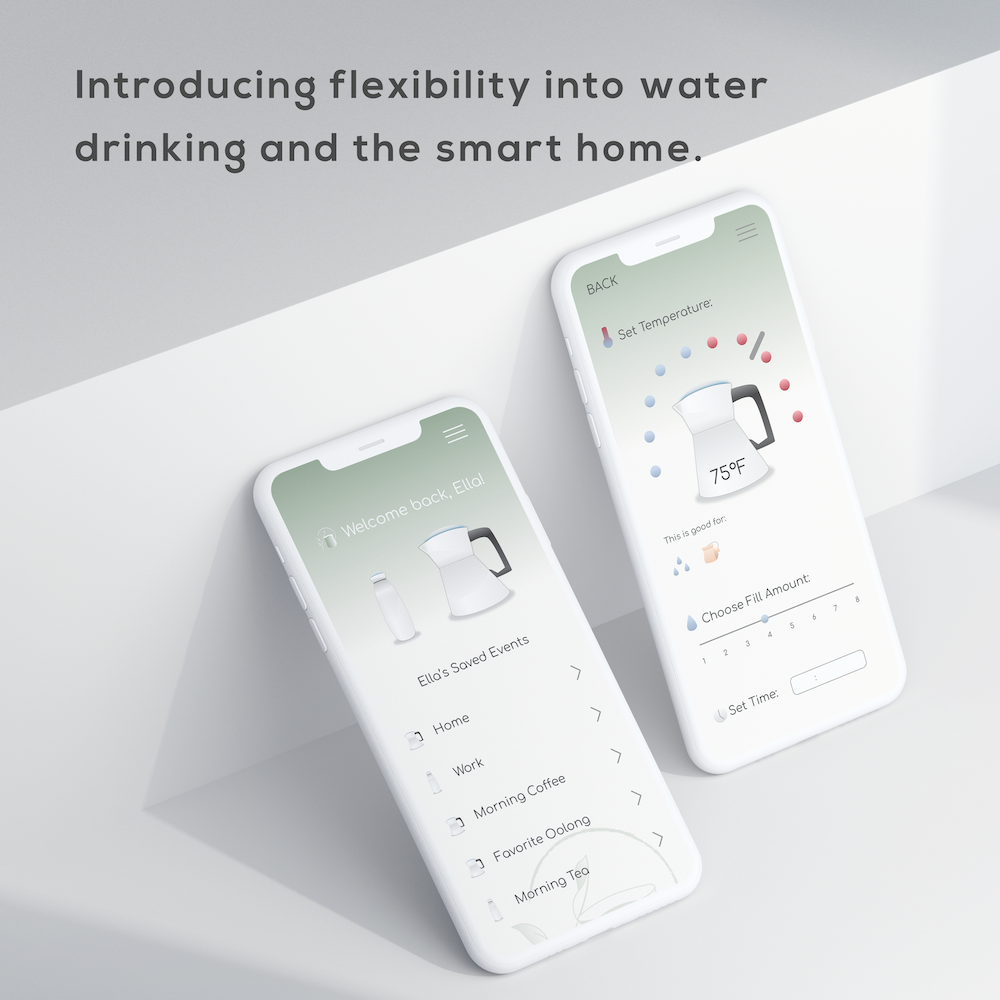 Introducing flexibility into water
drinking and the smart home.
BACK
Set Temperature:
75°F
This is good for:
Choose Fill Amount:
1 2 3 4 5 6 7 8
Set Time:
:
Welcome back, Ella!
Ella's Saved Events
Home
Work
Morning Coffee
Favorite Oolong
Morning Tea